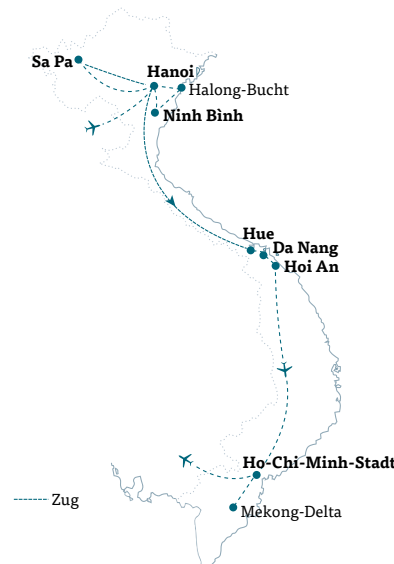 Sa Pa
Hanoi
Halong-Bucht
Ninh Bình
Hue
Da Nang
Hoi An
Ho-Chi-Minh-Stadt
Zug
Mekong-Delta